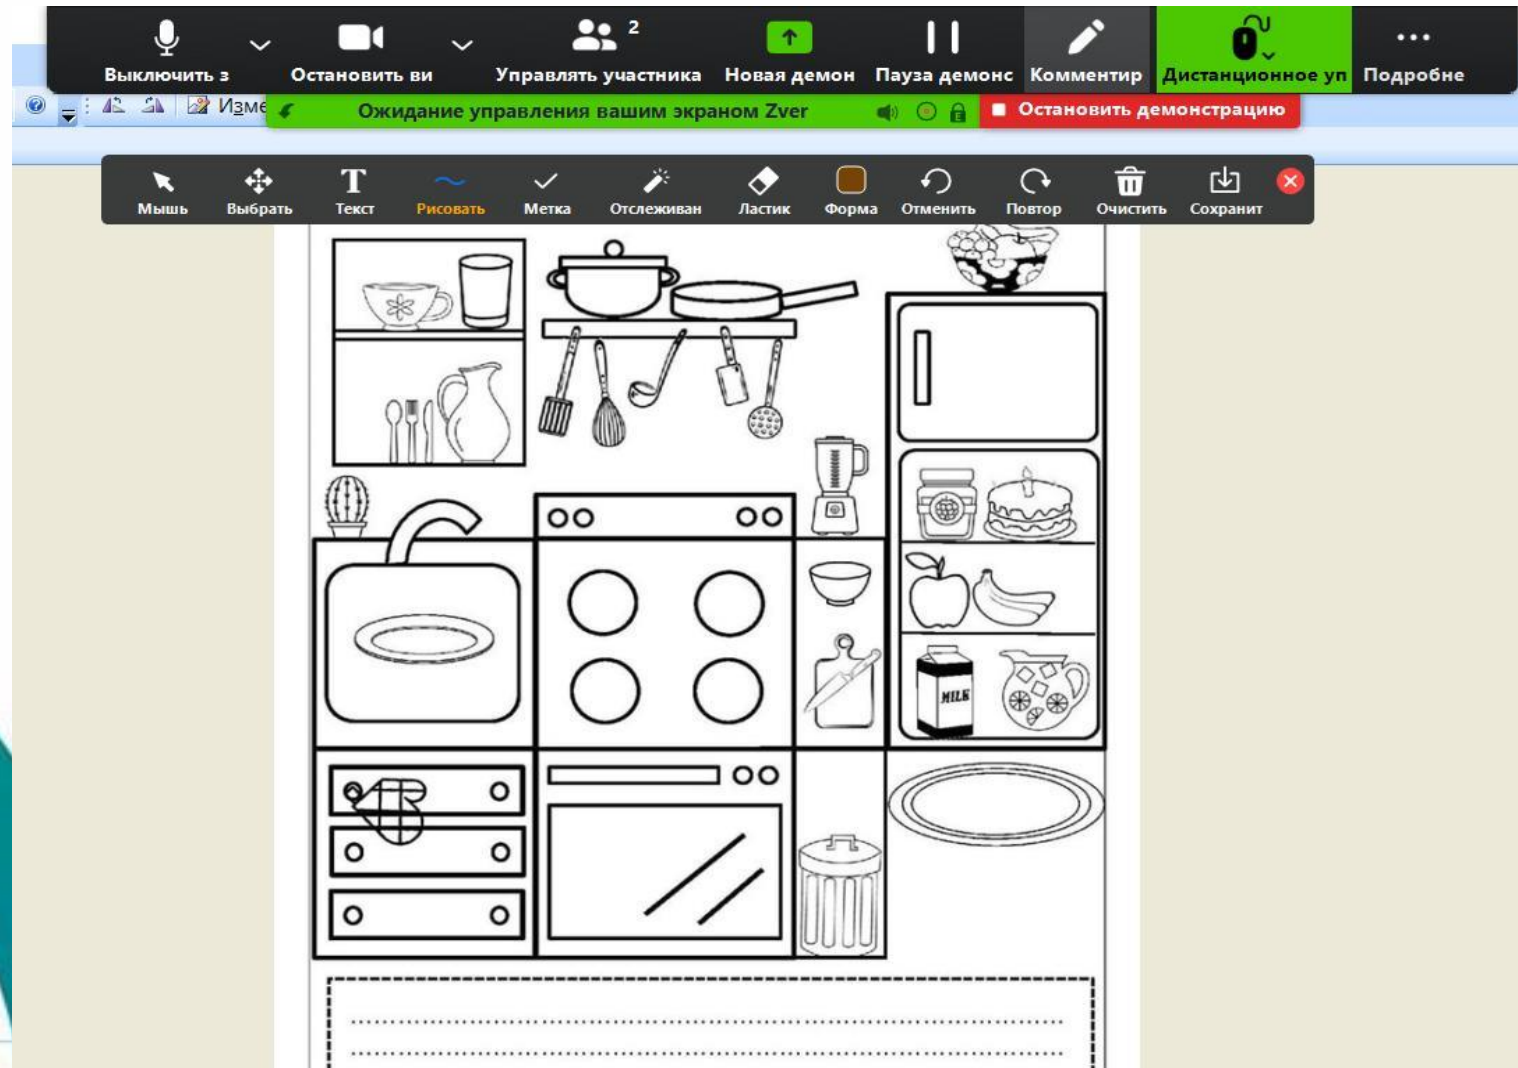 2
Выключить з Остановить ви Управлять участника Новая демон Пауза демонс Комментир Дистанционное уп Подробне
Изме Ожидание управления вашим экраном Zver Остановить демонстрацию
Мышь Выбрать Текст Рисовать Метка Отслеживан Ластик Форма Отменить Повтор Очистить Сохранит
MILK